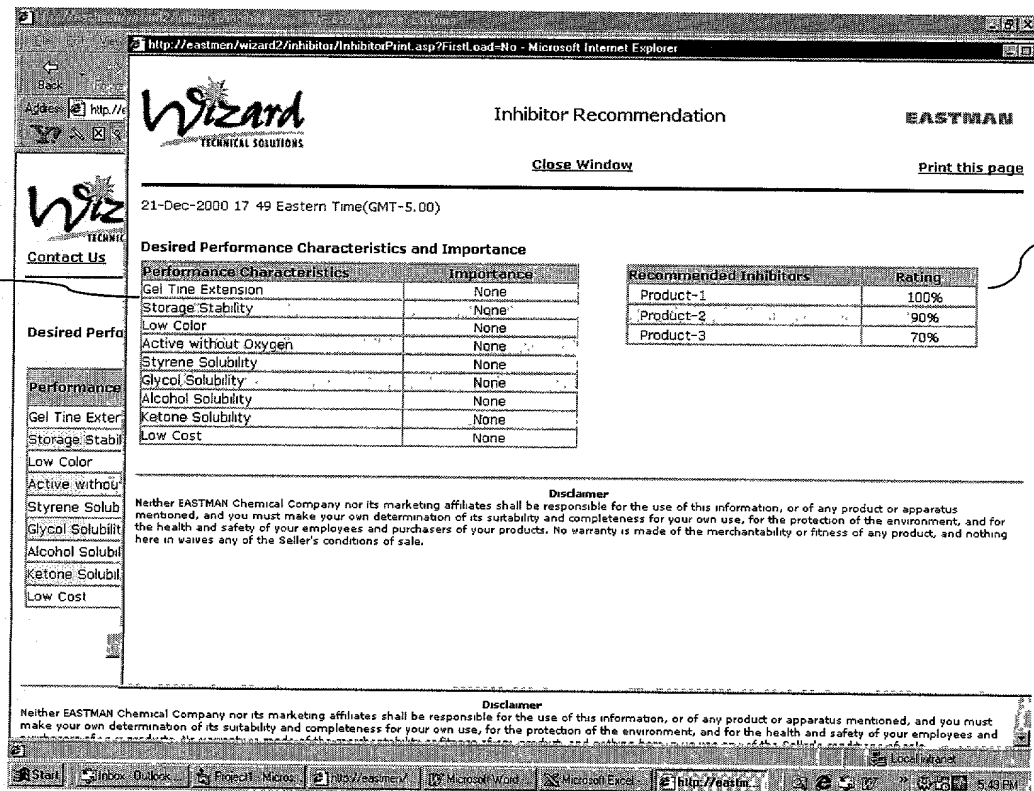 http://eastmen/wizard2/inhibitor/InhibitorPrint.asp?FirstLoad=No - Microsoft Internet Explorer
Back
Address http://e
Wizard
TECHNICAL SOLUTIONS
Inhibitor Recommendation
EASTMAN
Close Window
Print this page
21-Dec-2000 17 49 Eastern Time(GMT-5.00)
Desired Performance Characteristics and Importance
Performance Characteristics Importance
Gel Tine Extension None
Storage Stability None
Low Color None
Active without Oxygen None
Styrene Solubility None
Glycol Solubility None
Alcohol Solubility None
Ketone Solubility None
Low Cost None
Recommended Inhibitors Rating
Product-1 100%
Product-2 90%
Product-3 70%
Disclaimer
Neither EASTMAN Chemical Company nor its marketing affiliates shall be responsible for the use of this information, or of any product or apparatus
mentioned, and you must make your own determination of its suitability and completeness for your own use, for the protection of the environment, and for
the health and safety of your employees and purchasers of your products. No warranty is made of the merchantability or fitness of any product, and nothing
here in waives any of the Seller's conditions of sale.
Wiz
TECHNIC
Contact Us
Desired Perfo
Performance
Gel Tine Exter
Storage Stabil
Low Color
Active withou
Styrene Solub
Glycol Solubilit
Alcohol Solubil
Ketone Solubil
Low Cost
Disclaimer
Neither EASTMAN Chemical Company nor its marketing affiliates shall be responsible for the use of this information, or of any product or apparatus mentioned, and you must
make your own determination of its suitability and completeness for your own use, for the protection of the environment, and for the health and safety of your employees and
Local intranet
Start Inbox Outlook ... Project1 - Micros... http://eastmen/ Microsoft Word Microsoft Excel http://eastm... 5:49 PM